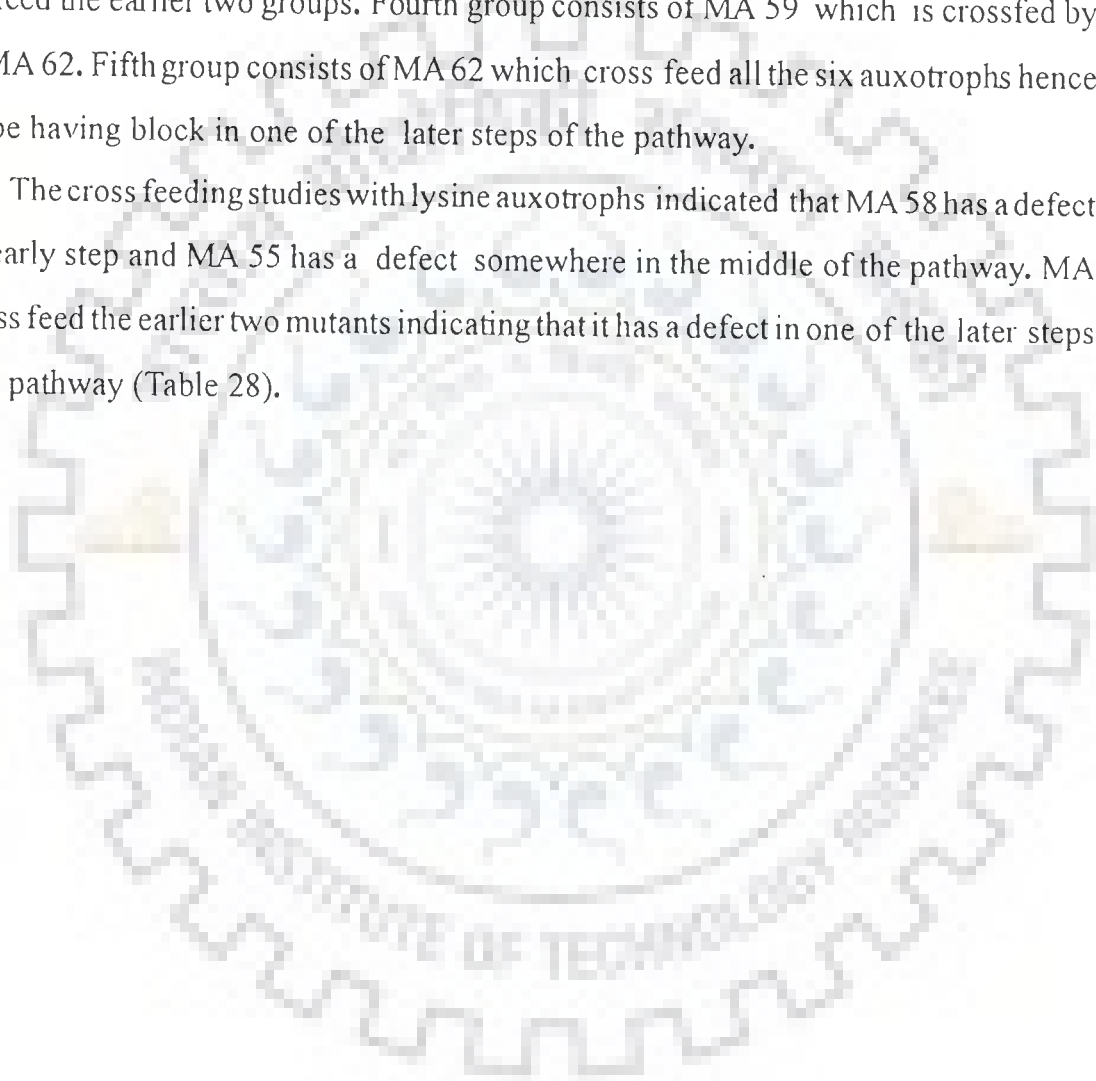 the earlier two groups. Fourth group consists of MA 59 which is crossfed by
MA 62. Fifth group consists of MA 62 which cross feed all the six auxotrophs hence
having block in one of the later steps of the pathway.
The cross feeding studies with lysine auxotrophs indicated that MA 58 has a defect
early step and MA 55 has a defect somewhere in the middle of the pathway. MA
feed the earlier two mutants indicating that it has a defect in one of the later steps
pathway (Table 28).
INSTITUTE OF TECHNOLOGY ROORKEE